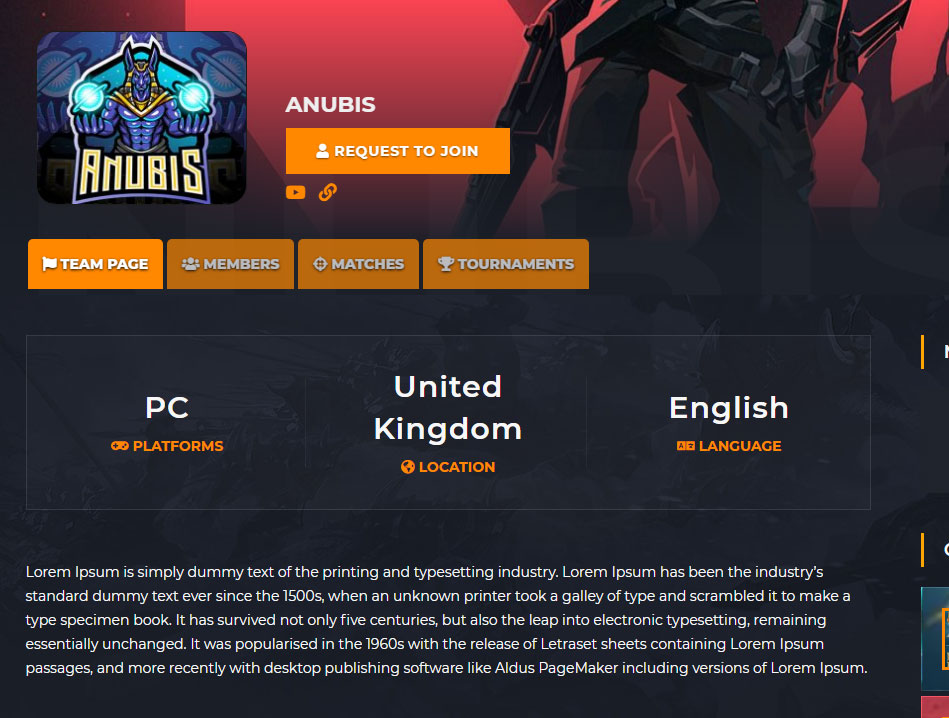 ANUBIS
ANUBIS
REQUEST TO JOIN
TEAM PAGE
MEMBERS
MATCHES
TOURNAMENTS
PC
PLATFORMS
United
Kingdom
LOCATION
English
LANGUAGE
Lorem Ipsum is simply dummy text of the printing and typesetting industry. Lorem Ipsum has been the industry’s
standard dummy text ever since the 1500s, when an unknown printer took a galley of type and scrambled it to make a
type specimen book. It has survived not only five centuries, but also the leap into electronic typesetting, remaining
essentially unchanged. It was popularised in the 1960s with the release of Letraset sheets containing Lorem Ipsum
passages, and more recently with desktop publishing software like Aldus PageMaker including versions of Lorem Ipsum.